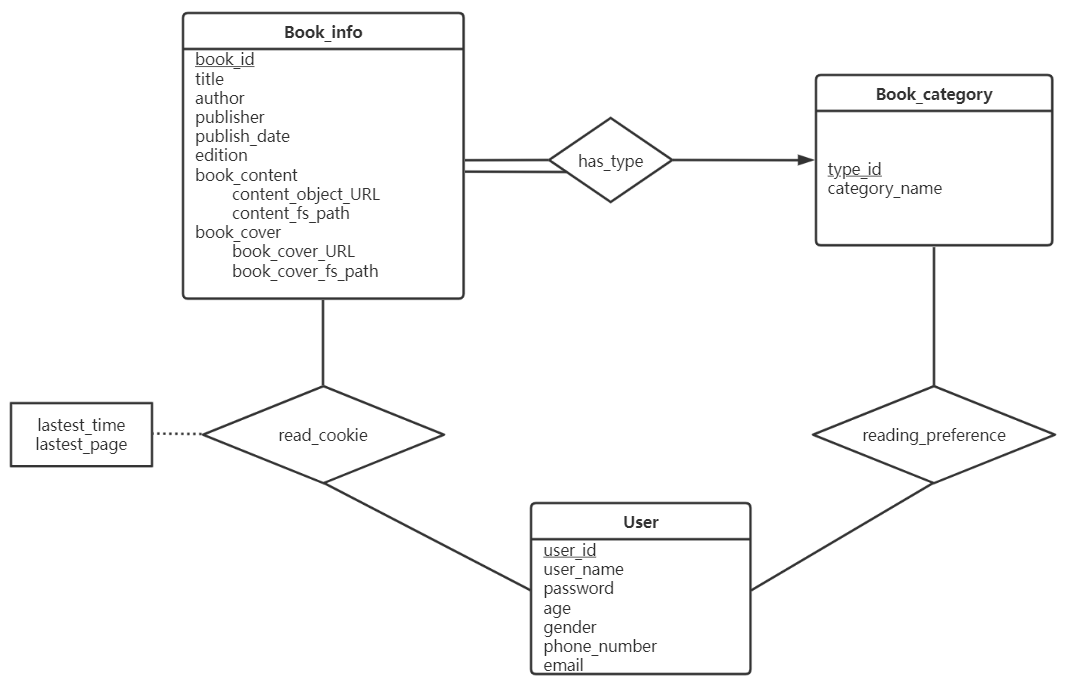 Book_info
book_id
title
author
publisher
publish_date
edition
book_content
content_object_URL
content_fs_path
book_cover
book_cover_URL
book_cover_fs_path
has_type
Book_category
type_id
category_name
lastest_time
lastest_page
read_cookie
reading_preference
User
user_id
user_name
password
age
gender
phone_number
email